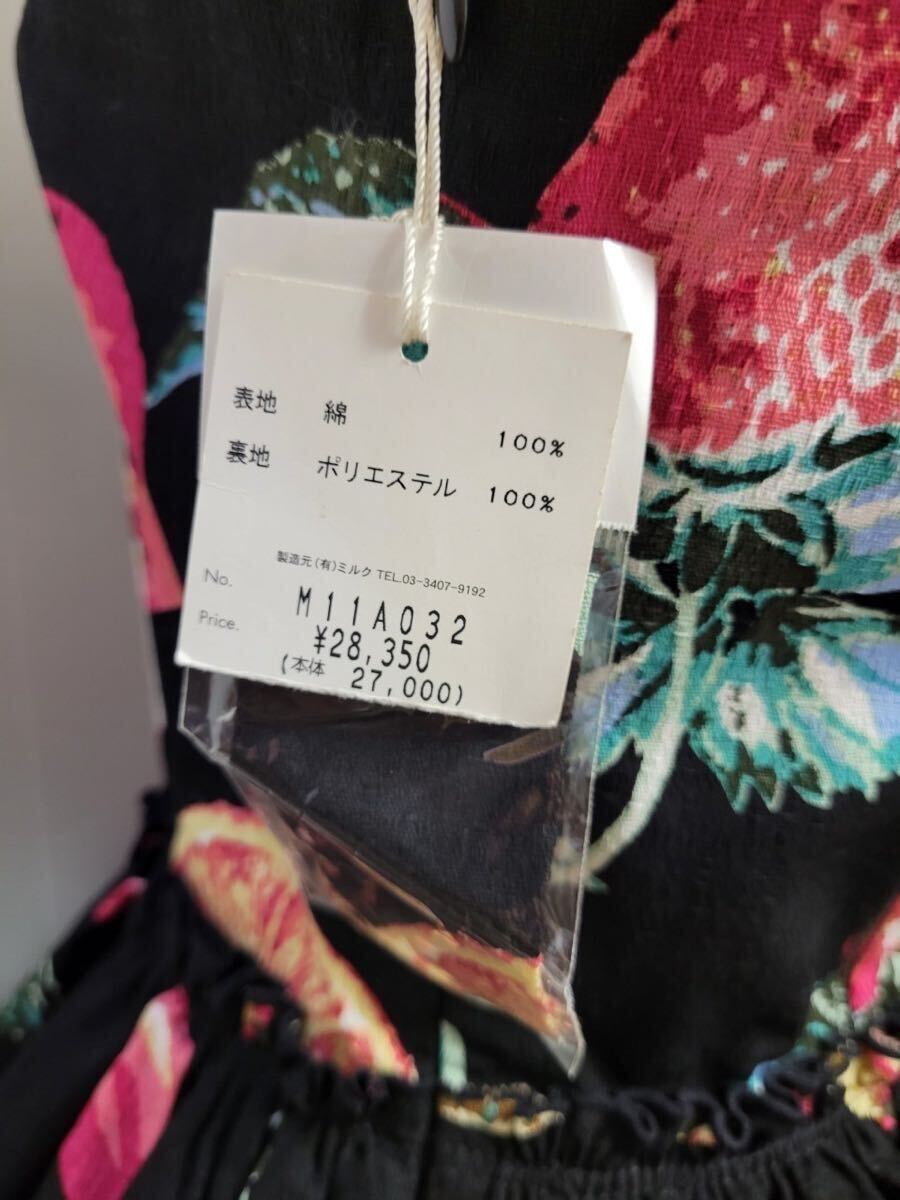 表地 綿 100%
裏地 ポリエステル 100%
製造元(有)ミルク TEL.03-3407-9192
No. M11A032
Price. ¥28,350
(本体 27,000)